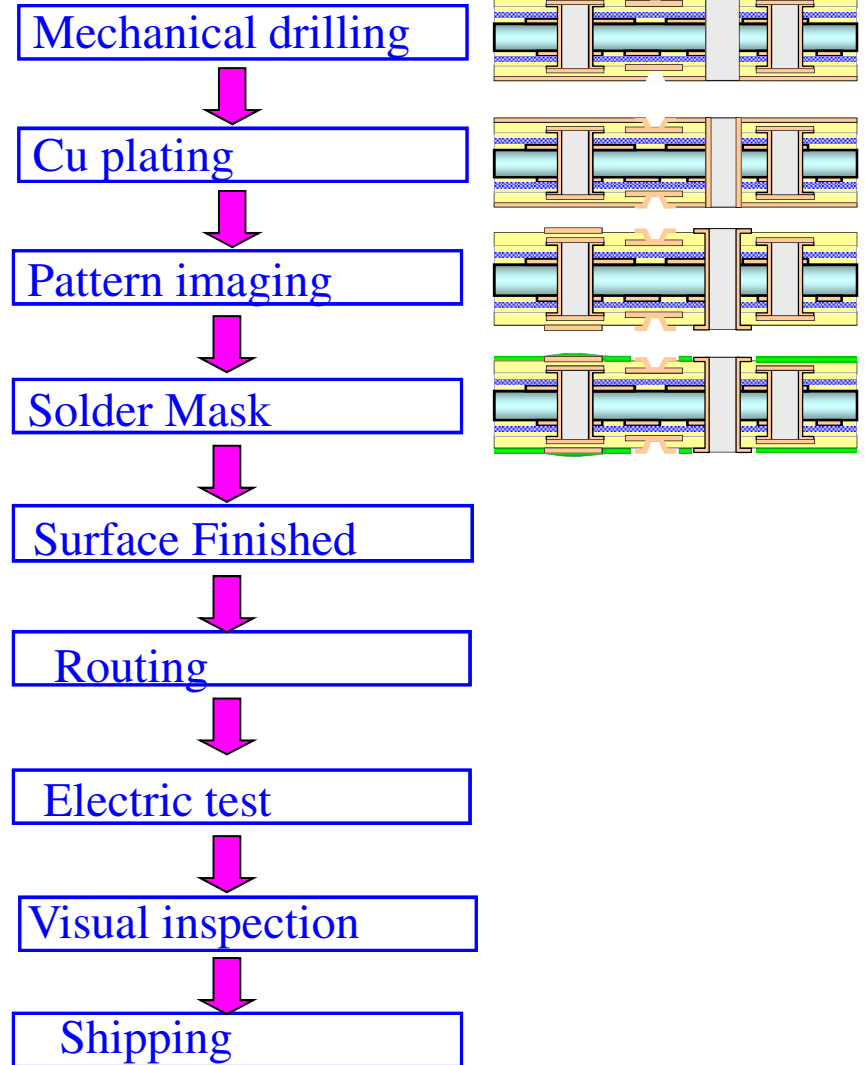 Mechanical drilling
Cu plating
Pattern imaging
Solder Mask
Surface Finished
Routing
Electric test
Visual inspection
Shipping